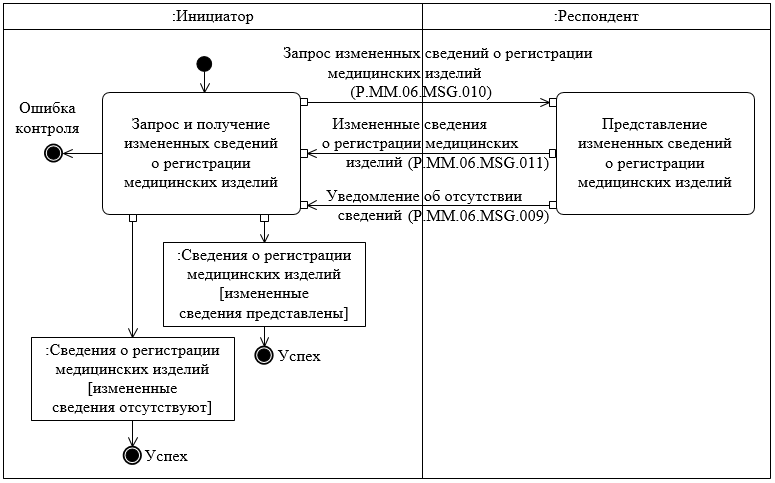 :Инициатор
:Респондент
Запрос измененных сведений о регистрации
медицинских изделий
(P.MM.06.MSG.010)
Ошибка
контроля
Запрос и получение
измененных сведений
о регистрации
медицинских изделий
Измененные сведения
о регистрации медицинских
изделий (P.MM.06.MSG.011)
Представление
измененных сведений
о регистрации
медицинских изделий
Уведомление об отсутствии
сведений (P.MM.06.MSG.009)
:Сведения о регистрации
медицинских изделий
[измененные
сведения представлены]
Успех
:Сведения о регистрации
медицинских изделий
[измененные
сведения отсутствуют]
Успех